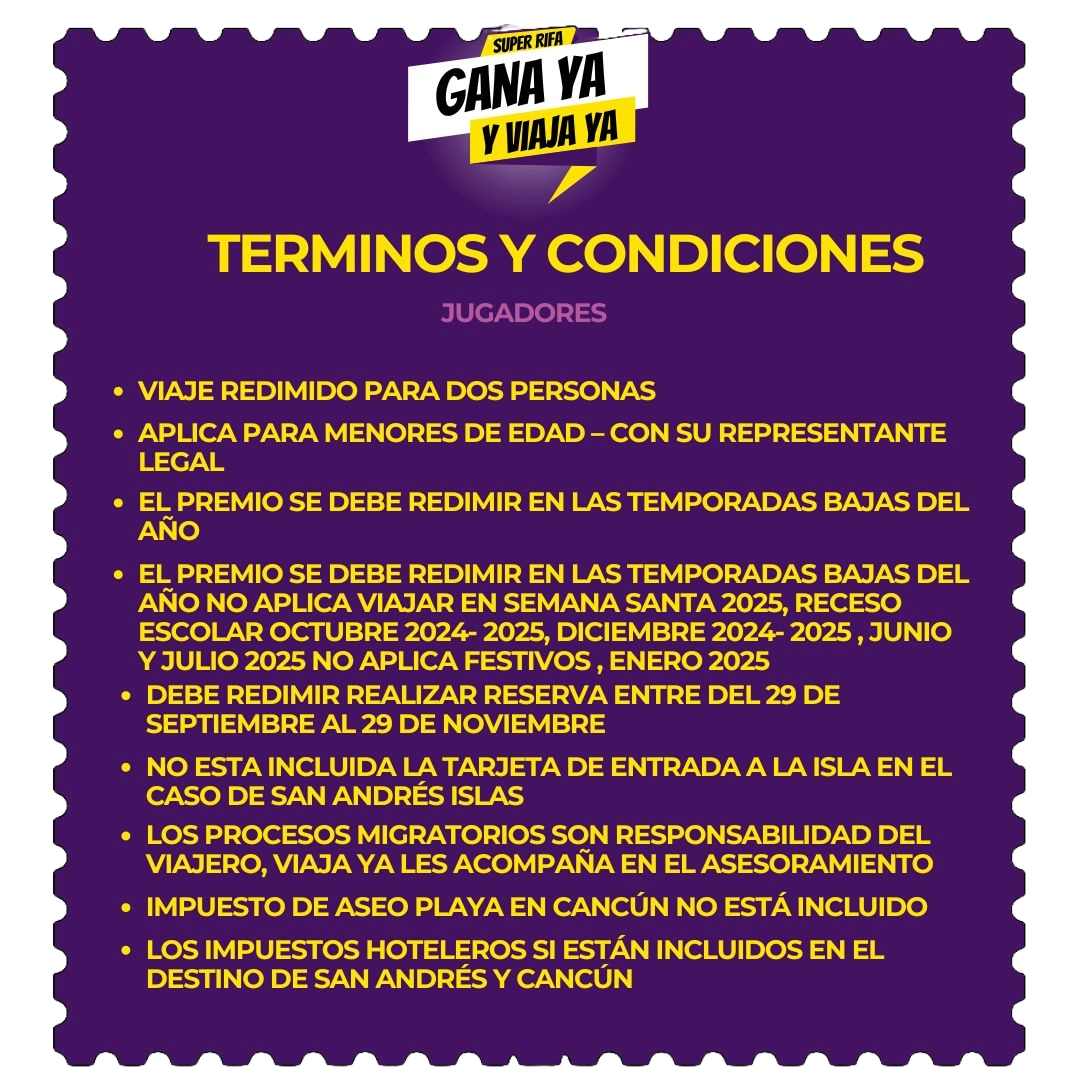 SUPER RIFA
GANA YA
Y VIAJA YA
TERMINOS Y CONDICIONES
JUGADORES
• VIAJE REDIMIDO PARA DOS PERSONAS
• APLICA PARA MENORES DE EDAD – CON SU REPRESENTANTE
LEGAL
• EL PREMIO SE DEBE REDIMIR EN LAS TEMPORADAS BAJAS DEL
AÑO
• EL PREMIO SE DEBE REDIMIR EN LAS TEMPORADAS BAJAS DEL
AÑO NO APLICA VIAJAR EN SEMANA SANTA 2025, RECESO
ESCOLAR OCTUBRE 2024- 2025, DICIEMBRE 2024- 2025 , JUNIO
Y JULIO 2025 NO APLICA FESTIVOS , ENERO 2025
• DEBE REDIMIR REALIZAR RESERVA ENTRE DEL 29 DE
SEPTIEMBRE AL 29 DE NOVIEMBRE
• NO ESTA INCLUIDA LA TARJETA DE ENTRADA A LA ISLA EN EL
CASO DE SAN ANDRÉS ISLAS
• LOS PROCESOS MIGRATORIOS SON RESPONSABILIDAD DEL
VIAJERO, VIAJA YA LES ACOMPAÑA EN EL ASESORAMIENTO
• IMPUESTO DE ASEO PLAYA EN CANCÚN NO ESTÁ INCLUIDO
• LOS IMPUESTOS HOTELEROS SI ESTÁN INCLUIDOS EN EL
DESTINO DE SAN ANDRÉS Y CANCÚN